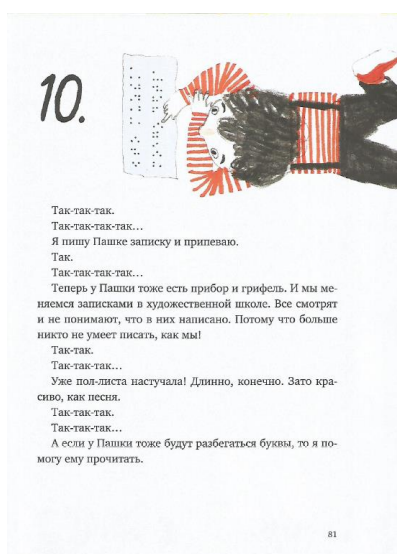 10.
Так-так-так.
Так-так-так-так…
Я пишу Пашке записку и припеваю.
Так.
Так-так-так-так…
Теперь у Пашки тоже есть прибор и грифель. И мы ме-
няемся записками в художественной школе. Все смотрят
и не понимают, что в них написано. Потому что больше
никто не умеет писать, как мы!
Так-так.
Так-так-так…
Уже пол-листа настучала! Длинно, конечно. Зато кра-
сиво, как песня.
Так-так-так.
Так-так-так…
А если у Пашки тоже будут разбегаться буквы, то я по-
могу ему прочитать.
81